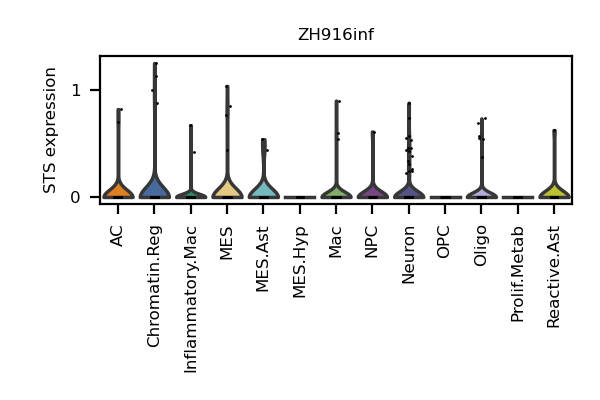 ZH916inf
STS expression
1
0
AC
Chromatin.Reg
Inflammatory.Mac
MES
MES.Ast
MES.Hyp
Mac
NPC
Neuron
OPC
Oligo
Prolif.Metab
Reactive.Ast